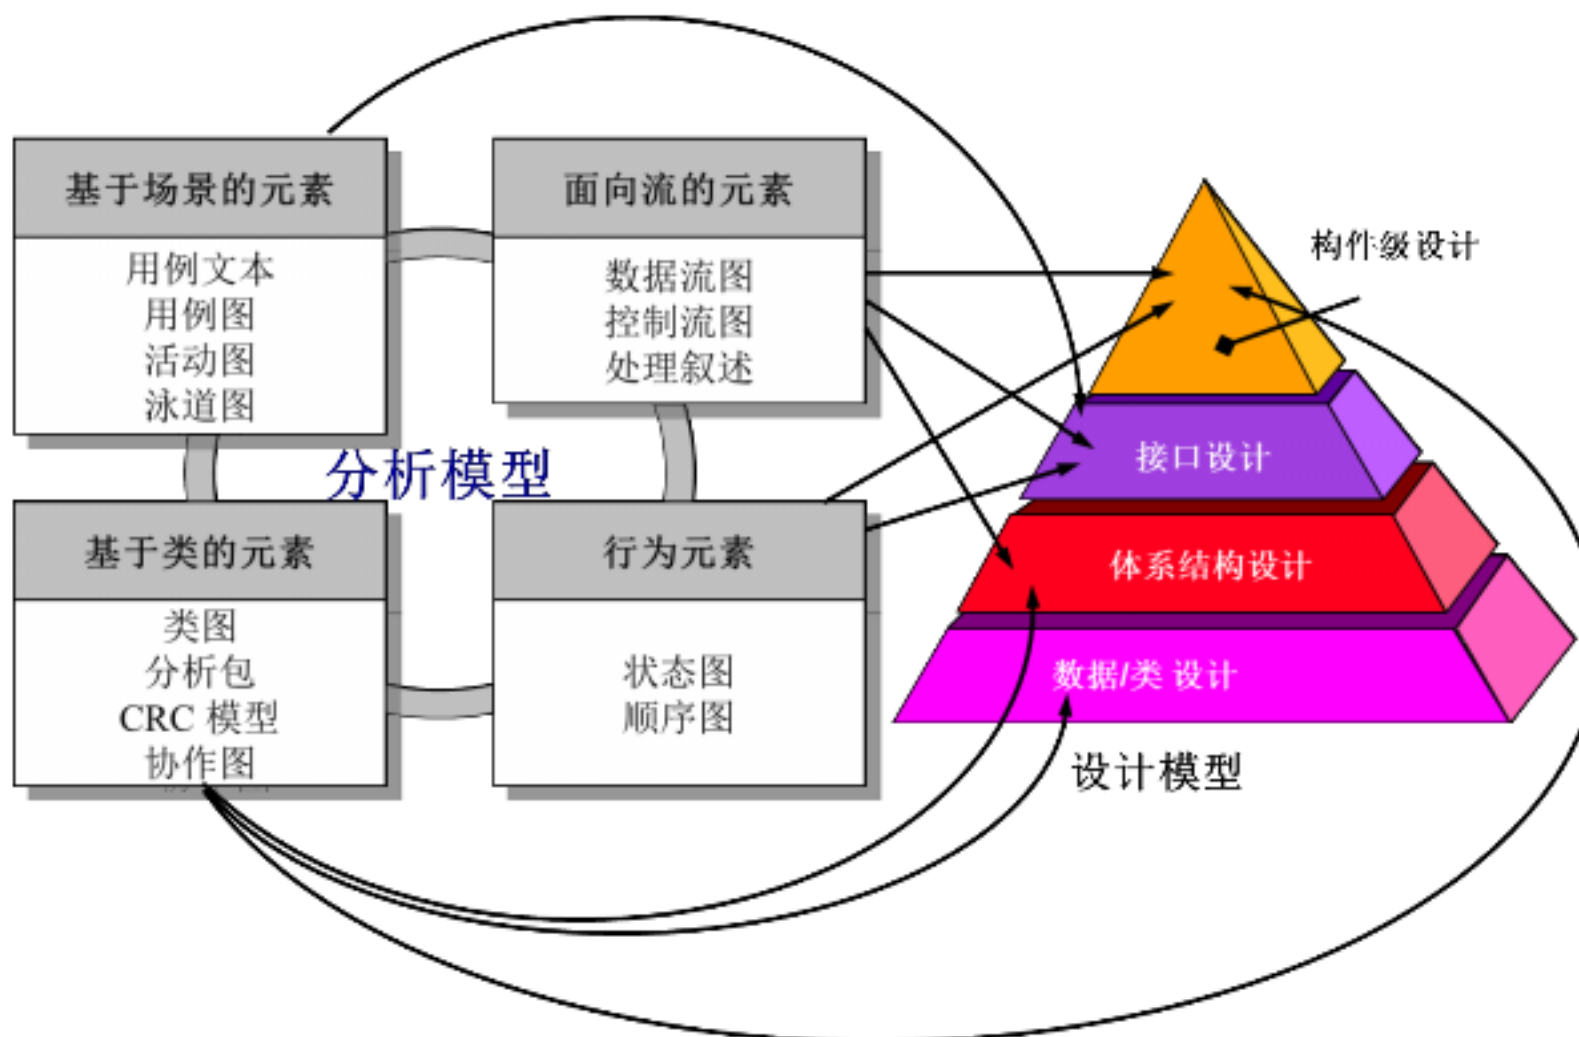 基于场景的元素
用例文本
用例图
活动图
泳道图
面向流的元素
数据流图
控制流图
处理叙述
分析模型
基于类的元素
类图
分析包
CRC 模型
协作图
行为元素
状态图
顺序图
构件级设计
接口设计
体系结构设计
数据/类 设计
设计模型